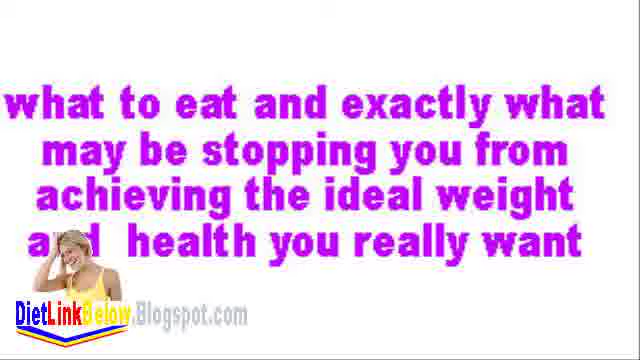 what to eat and exactly what
may be stopping you from
achieving the ideal weight
and health you really want
DietLinkBelow.Blogspot.com